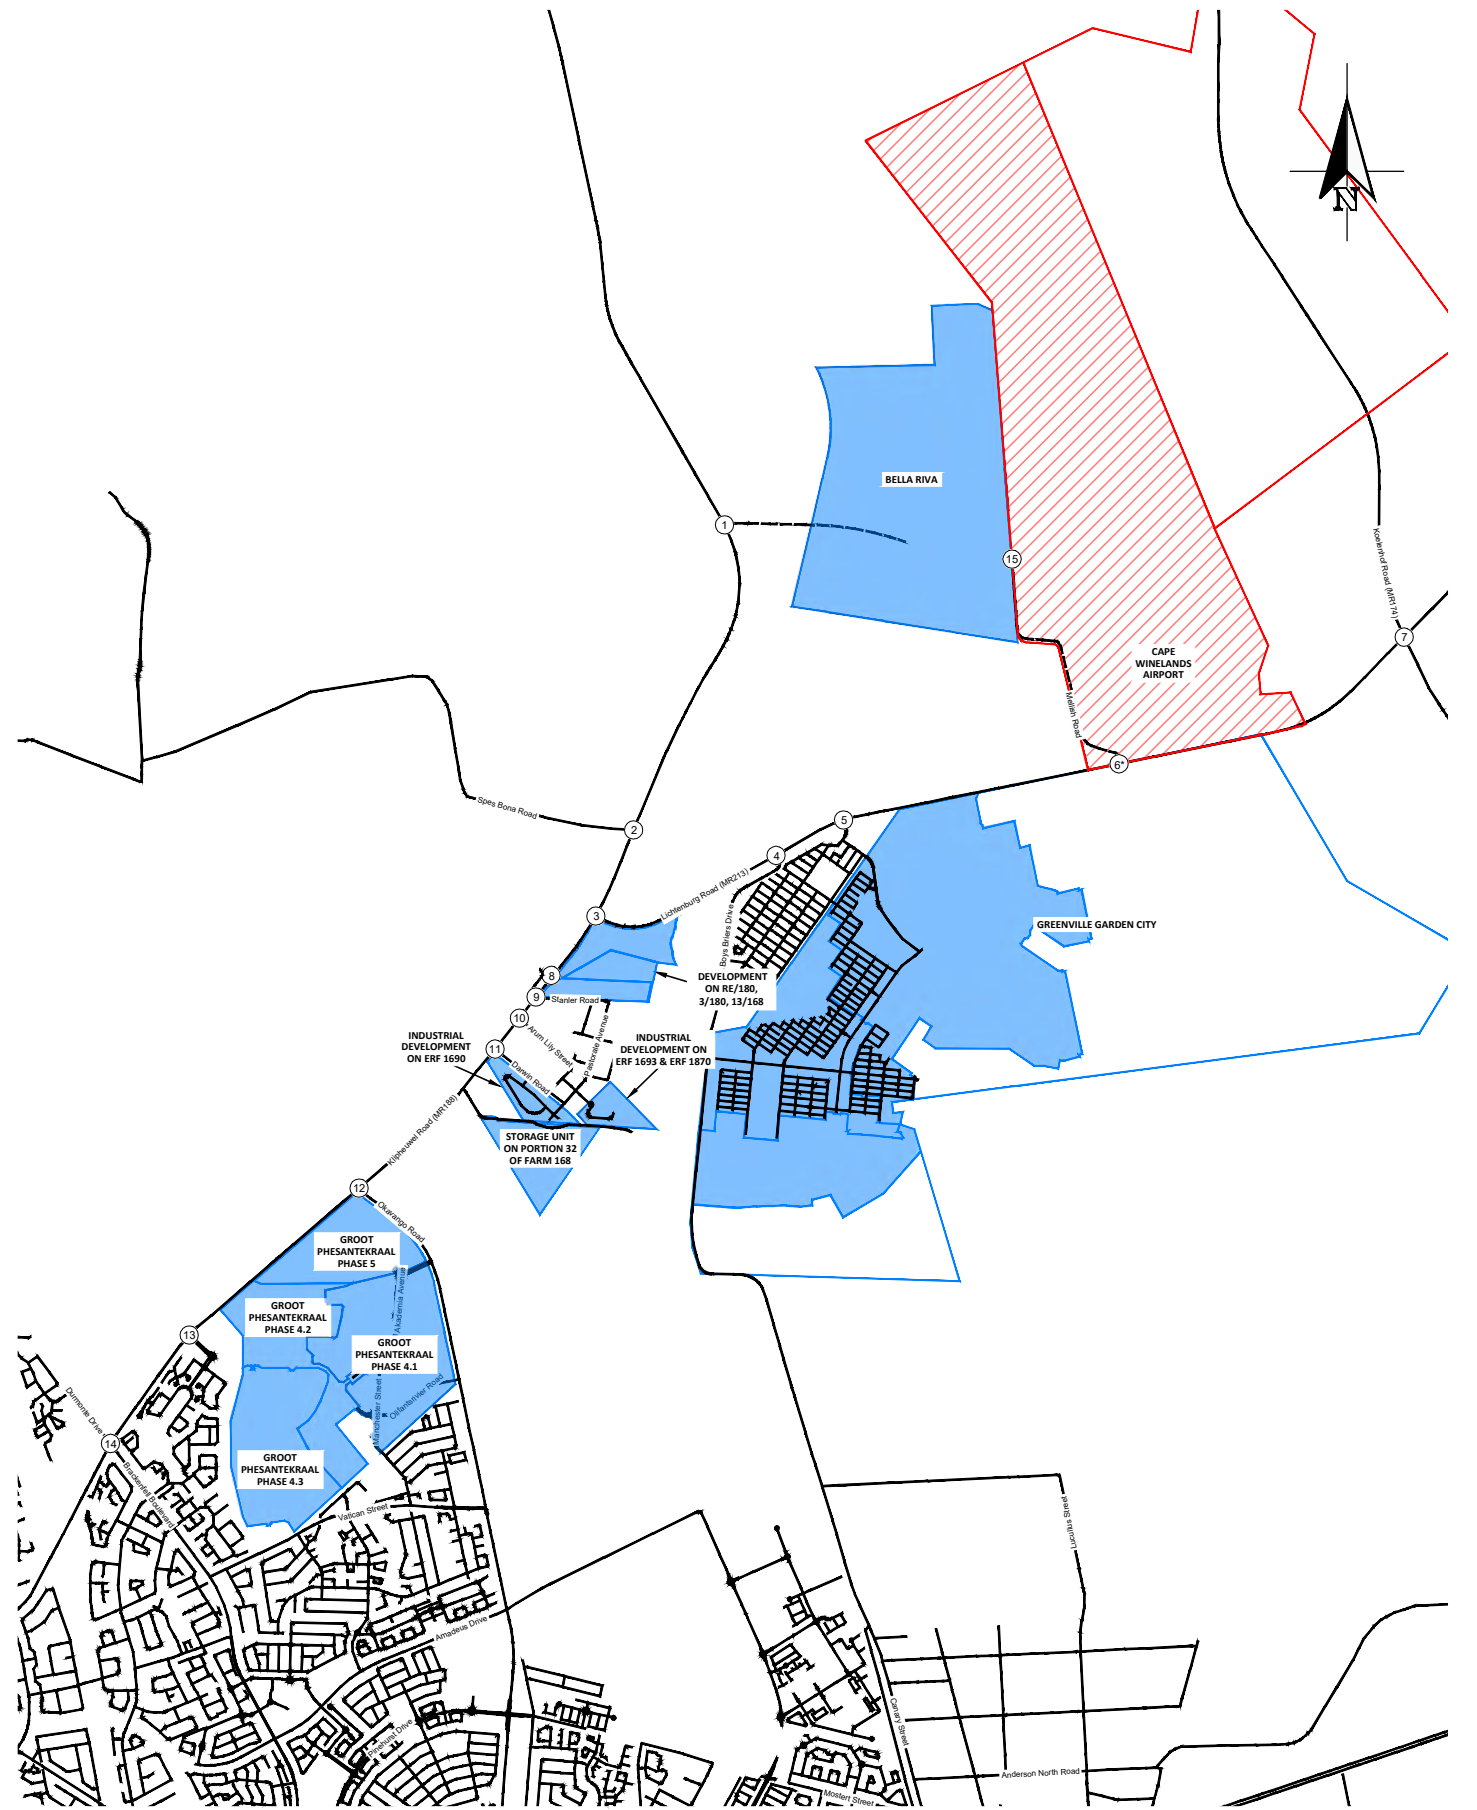 N
BELLA RIVA
1
15
Koelenhof Road (MR174)
7
CAPE
WINELANDS
AIRPORT
Mellish Road
6*
Spes Bona Road
2
5
4
Lichtenburg Road (MR213)
3
Boys Briers Drive
GREENVILLE GARDEN CITY
8
DEVELOPMENT
ON RE/180,
3/180, 13/168
9
Stanler Road
10
Arum Lily Street
Pastorale Avenue
INDUSTRIAL
DEVELOPMENT
ON ERF 1690
INDUSTRIAL
DEVELOPMENT ON
ERF 1693 & ERF 1870
11
Darwin Road
Klipheuwel Road (MR188)
STORAGE UNIT
ON PORTION 32
OF FARM 168
12
Okavango Road
GROOT
PHESANTEKRAAL
PHASE 5
Akademia Avenue
GROOT
PHESANTEKRAAL
PHASE 4.2
13
GROOT
PHESANTEKRAAL
PHASE 4.1
Manchester Street
Olifantsrivier Road
Durmonte Drive
14
GROOT
PHESANTEKRAAL
PHASE 4.3
Brackenfell Boulevard
Vatican Street
Lucullus Street
Amadeus Drive
Pinehurst Drive
Canary Street
Anderson North Road
Mostert Street